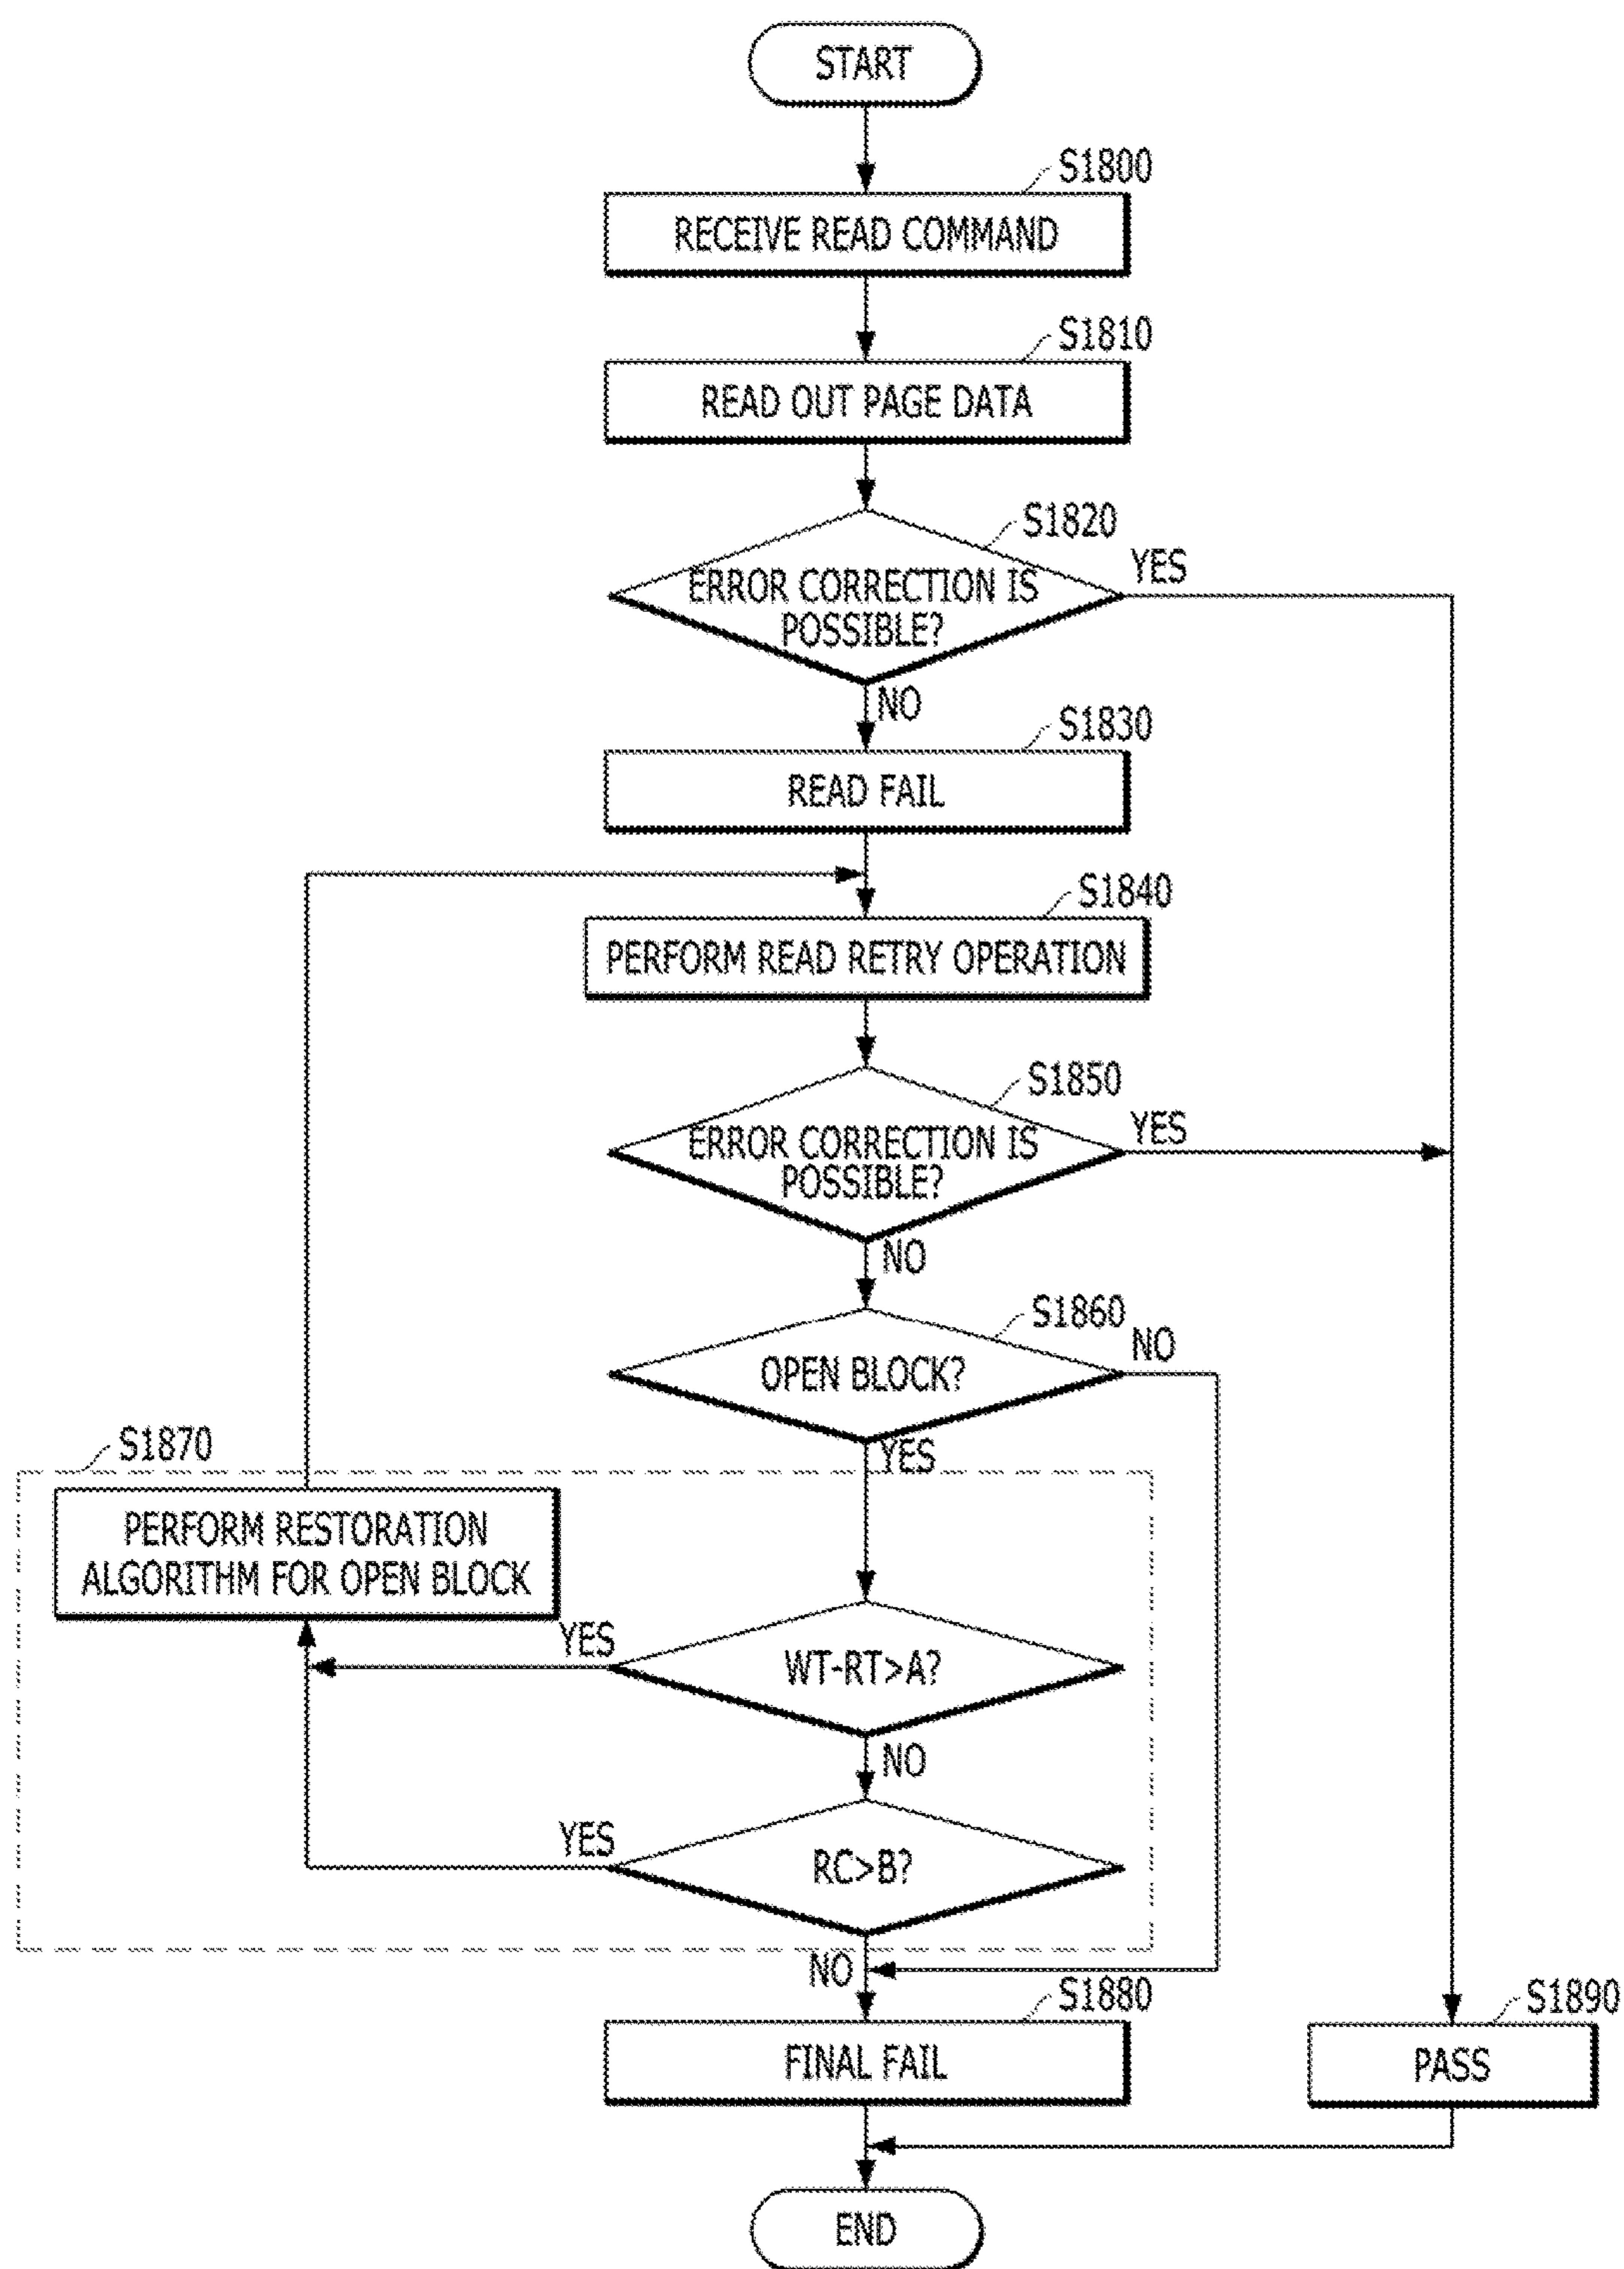 START
S1800
RECEIVE READ COMMAND
S1810
READ OUT PAGE DATA
S1820
ERROR CORRECTION IS
POSSIBLE?
YES
NO
S1830
READ FAIL
S1840
PERFORM READ RETRY OPERATION
S1850
ERROR CORRECTION IS
POSSIBLE?
YES
NO
S1860
OPEN BLOCK?
NO
YES
S1870
PERFORM RESTORATION
ALGORITHM FOR OPEN BLOCK
WT-RT>A?
YES
NO
RC>B?
YES
NO
S1880
FINAL FAIL
S1890
PASS
END